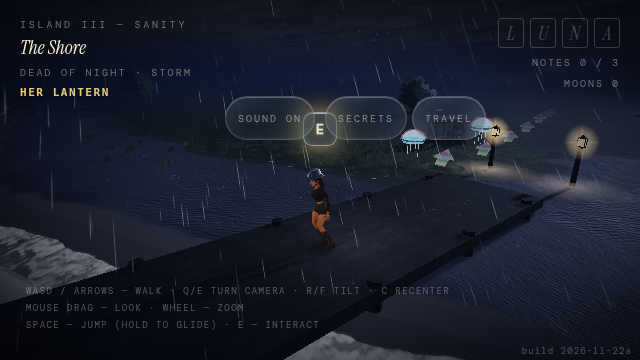 ISLAND III — SANITY
The Shore
DEAD OF NIGHT · STORM
HER LANTERN
L U N A
NOTES 0 / 3
MOONS 0
SOUND ON
E
SECRETS
TRAVEL
WASD / ARROWS — WALK · Q/E TURN CAMERA · R/F TILT · C RECENTER
MOUSE DRAG — LOOK · WHEEL — ZOOM
SPACE — JUMP (HOLD TO GLIDE) · E — INTERACT
build 2026-11-22a